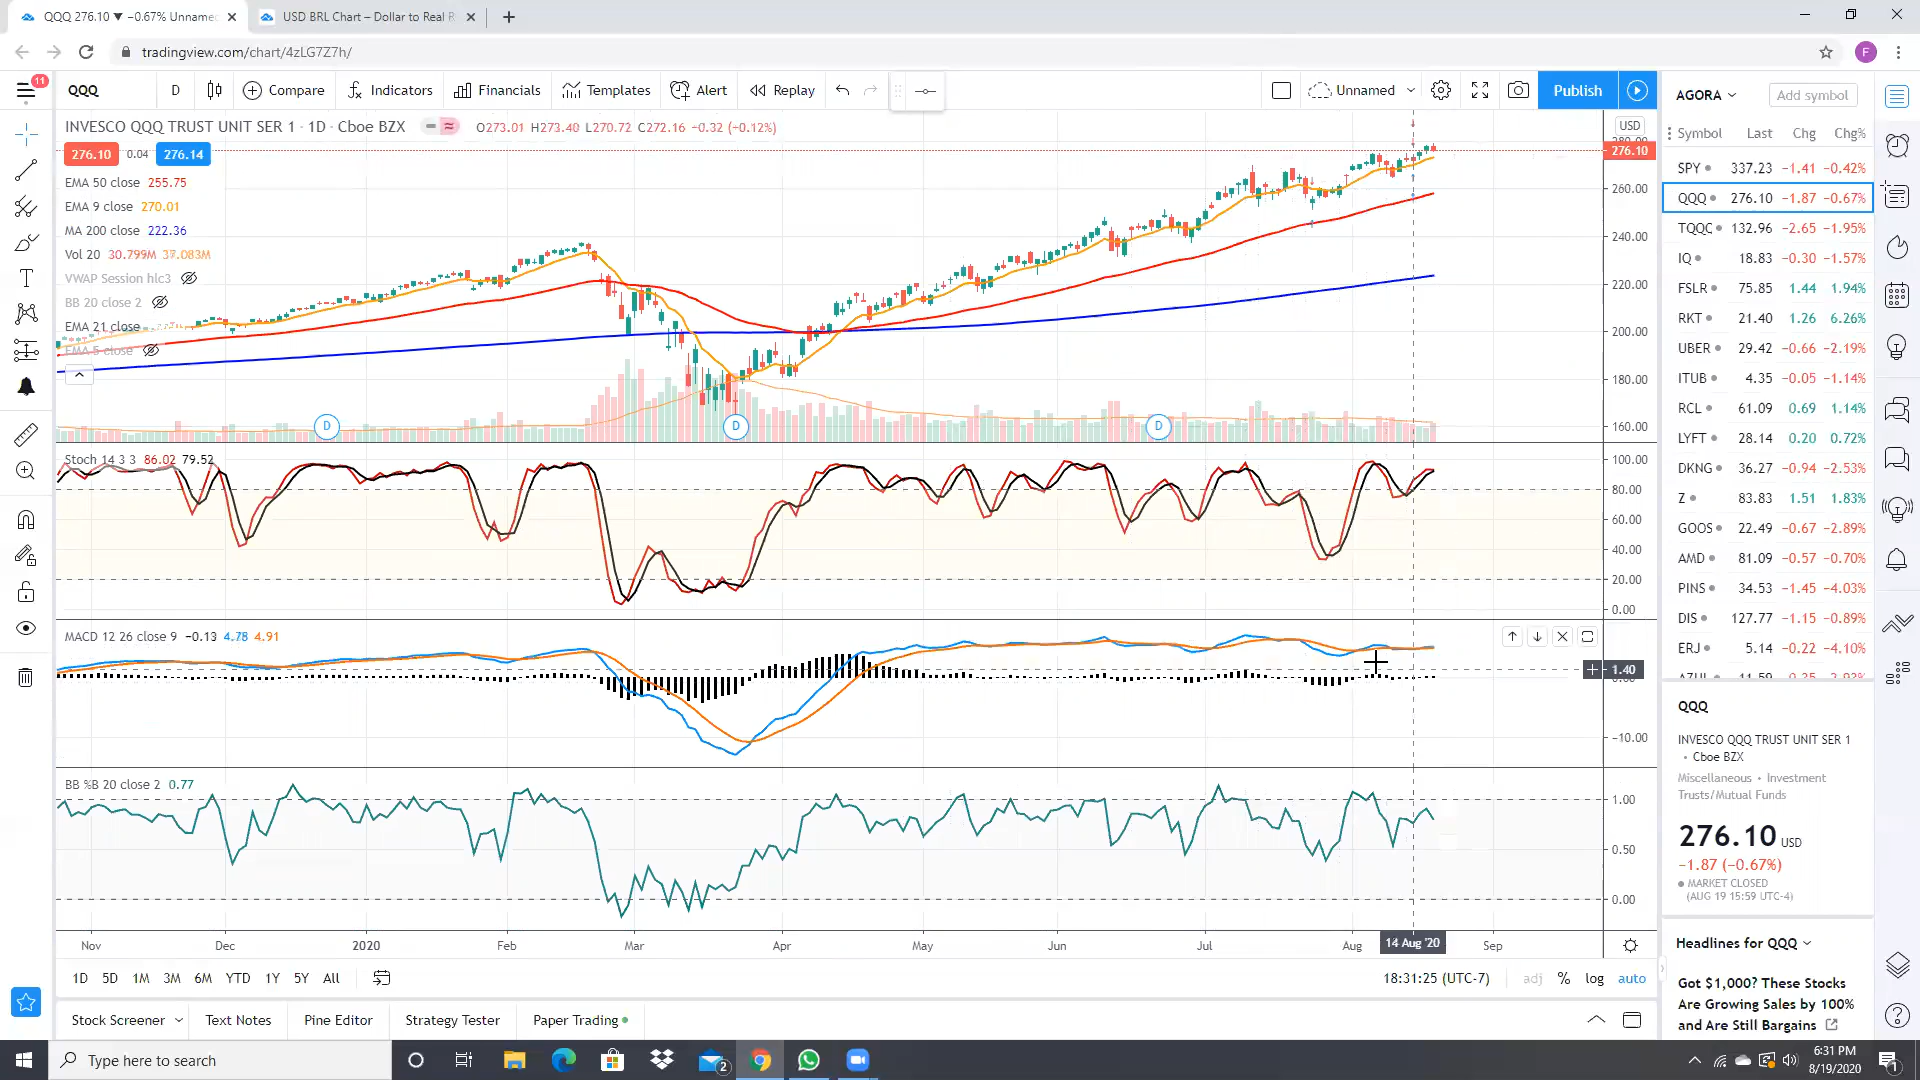 QQQ 276.10 ▼ −0.67% Unname
USD BRL Chart – Dollar to Real R
tradingview.com/chart/4zLG7Z7h/
F
11
QQQ
D
Compare
Indicators
Financials
Templates
Alert
Replay
Unnamed
Publish
INVESCO QQQ TRUST UNIT SER 1 · 1D · Cboe BZX
O273.01 H273.40 L270.72 C272.16 −0.32 (−0.12%)
276.10 0.04 276.14
EMA 50 close 255.75
EMA 9 close 270.01
MA 200 close 222.36
Vol 20 30.799M 37.083M
VWAP Session hlc3
BB 20 close 2
EMA 21 close
EMA 5 close
D D D
USD
280.00
276.10
260.00
240.00
220.00
200.00
180.00
160.00
Stoch 14 3 3 86.02 79.52
100.00
80.00
60.00
40.00
20.00
0.00
MACD 12 26 close 9 −0.13 4.78 4.91
1.40
0.00
−10.00
BB %B 20 close 2 0.77
1.00
0.50
0.00
Nov Dec 2020 Feb Mar Apr May Jun Jul Aug 14 Aug '20 Sep
1D 5D 1M 3M 6M YTD 1Y 5Y All
18:31:25 (UTC-7) adj % log auto
Stock Screener Text Notes Pine Editor Strategy Tester Paper Trading
AGORA
Add symbol
Symbol Last Chg Chg%
SPY 337.23 −1.41 −0.42%
QQQ 276.10 −1.87 −0.67%
TQQC 132.96 −2.65 −1.95%
IQ 18.83 −0.30 −1.57%
FSLR 75.85 1.44 1.94%
RKT 21.40 1.26 6.26%
UBER 29.42 −0.66 −2.19%
ITUB 4.35 −0.05 −1.14%
RCL 61.09 0.69 1.14%
LYFT 28.14 0.20 0.72%
DKNG 36.27 −0.94 −2.53%
Z 83.83 1.51 1.83%
GOOS 22.49 −0.67 −2.89%
AMD 81.09 −0.57 −0.70%
PINS 34.53 −1.45 −4.03%
DIS 127.77 −1.15 −0.89%
ERJ 5.14 −0.22 −4.10%
QQQ
INVESCO QQQ TRUST UNIT SER 1
• Cboe BZX
Miscellaneous • Investment
Trusts/Mutual Funds
276.10 USD
−1.87 (−0.67%)
MARKET CLOSED
(AUG 19 15:59 UTC-4)
Headlines for QQQ
Got $1,000? These Stocks
Are Growing Sales by 100%
and Are Still Bargains
Type here to search
2
6:31 PM
8/19/2020
1